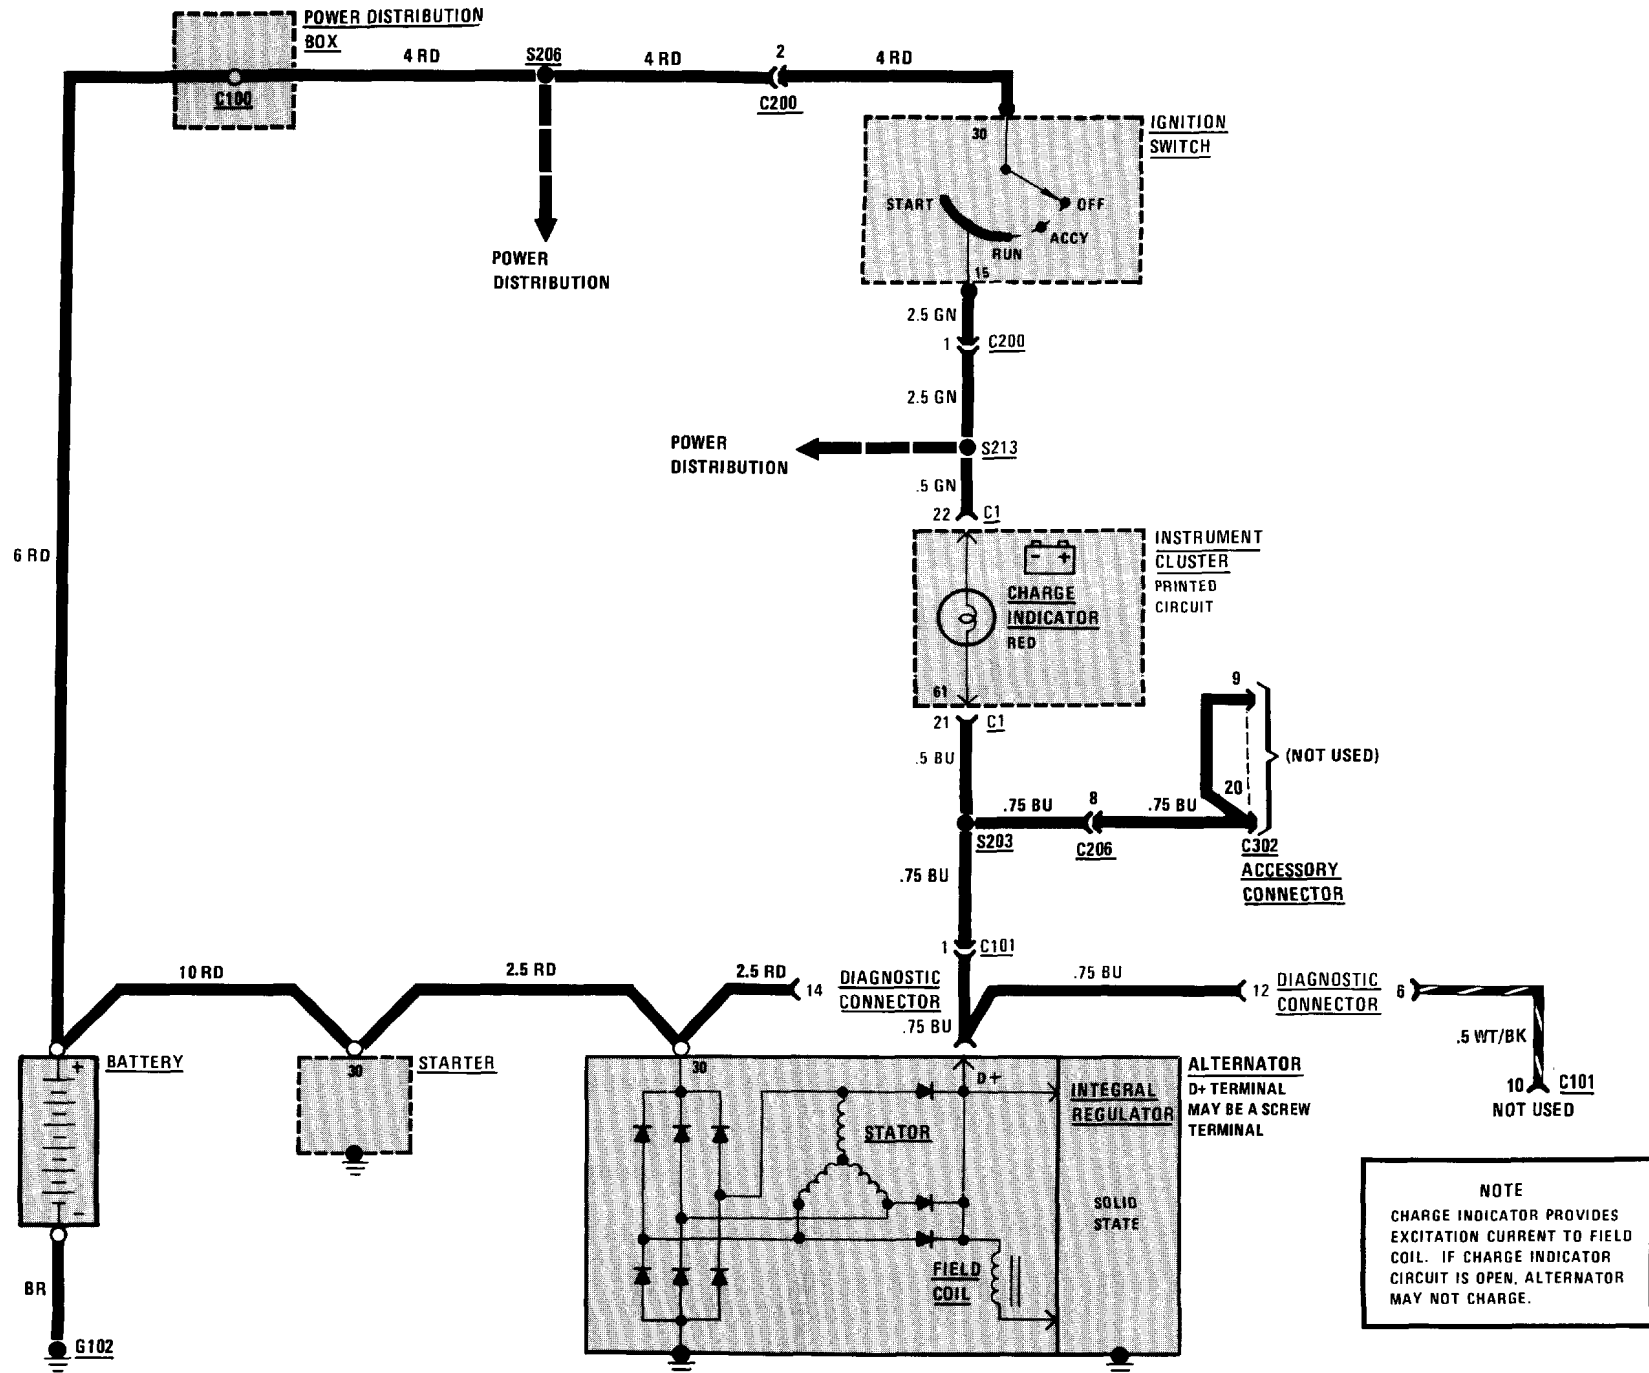 POWER DISTRIBUTION
BOX
C100
4 RD
S206
4 RD
2
C200
4 RD
POWER
DISTRIBUTION
IGNITION
SWITCH
30
START
OFF
ACCY
RUN
15
2.5 GN
1
C200
2.5 GN
POWER
DISTRIBUTION
S213
.5 GN
22
C1
INSTRUMENT
CLUSTER
PRINTED
CIRCUIT
- +
CHARGE
INDICATOR
RED
61
21
C1
.5 BU
6 RD
9
(NOT USED)
20
.75 BU
8
.75 BU
S203
C206
C302
ACCESSORY
CONNECTOR
.75 BU
1
C101
10 RD
2.5 RD
2.5 RD
14
DIAGNOSTIC
CONNECTOR
.75 BU
.75 BU
12
DIAGNOSTIC
CONNECTOR
6
.5 WT/BK
10
C101
NOT USED
BATTERY
+
-
BR
G102
STARTER
30
30
D+
STATOR
FIELD
COIL
INTEGRAL
REGULATOR
SOLID
STATE
ALTERNATOR
D+ TERMINAL
MAY BE A SCREW
TERMINAL
NOTE
CHARGE INDICATOR PROVIDES
EXCITATION CURRENT TO FIELD
COIL. IF CHARGE INDICATOR
CIRCUIT IS OPEN, ALTERNATOR
MAY NOT CHARGE.